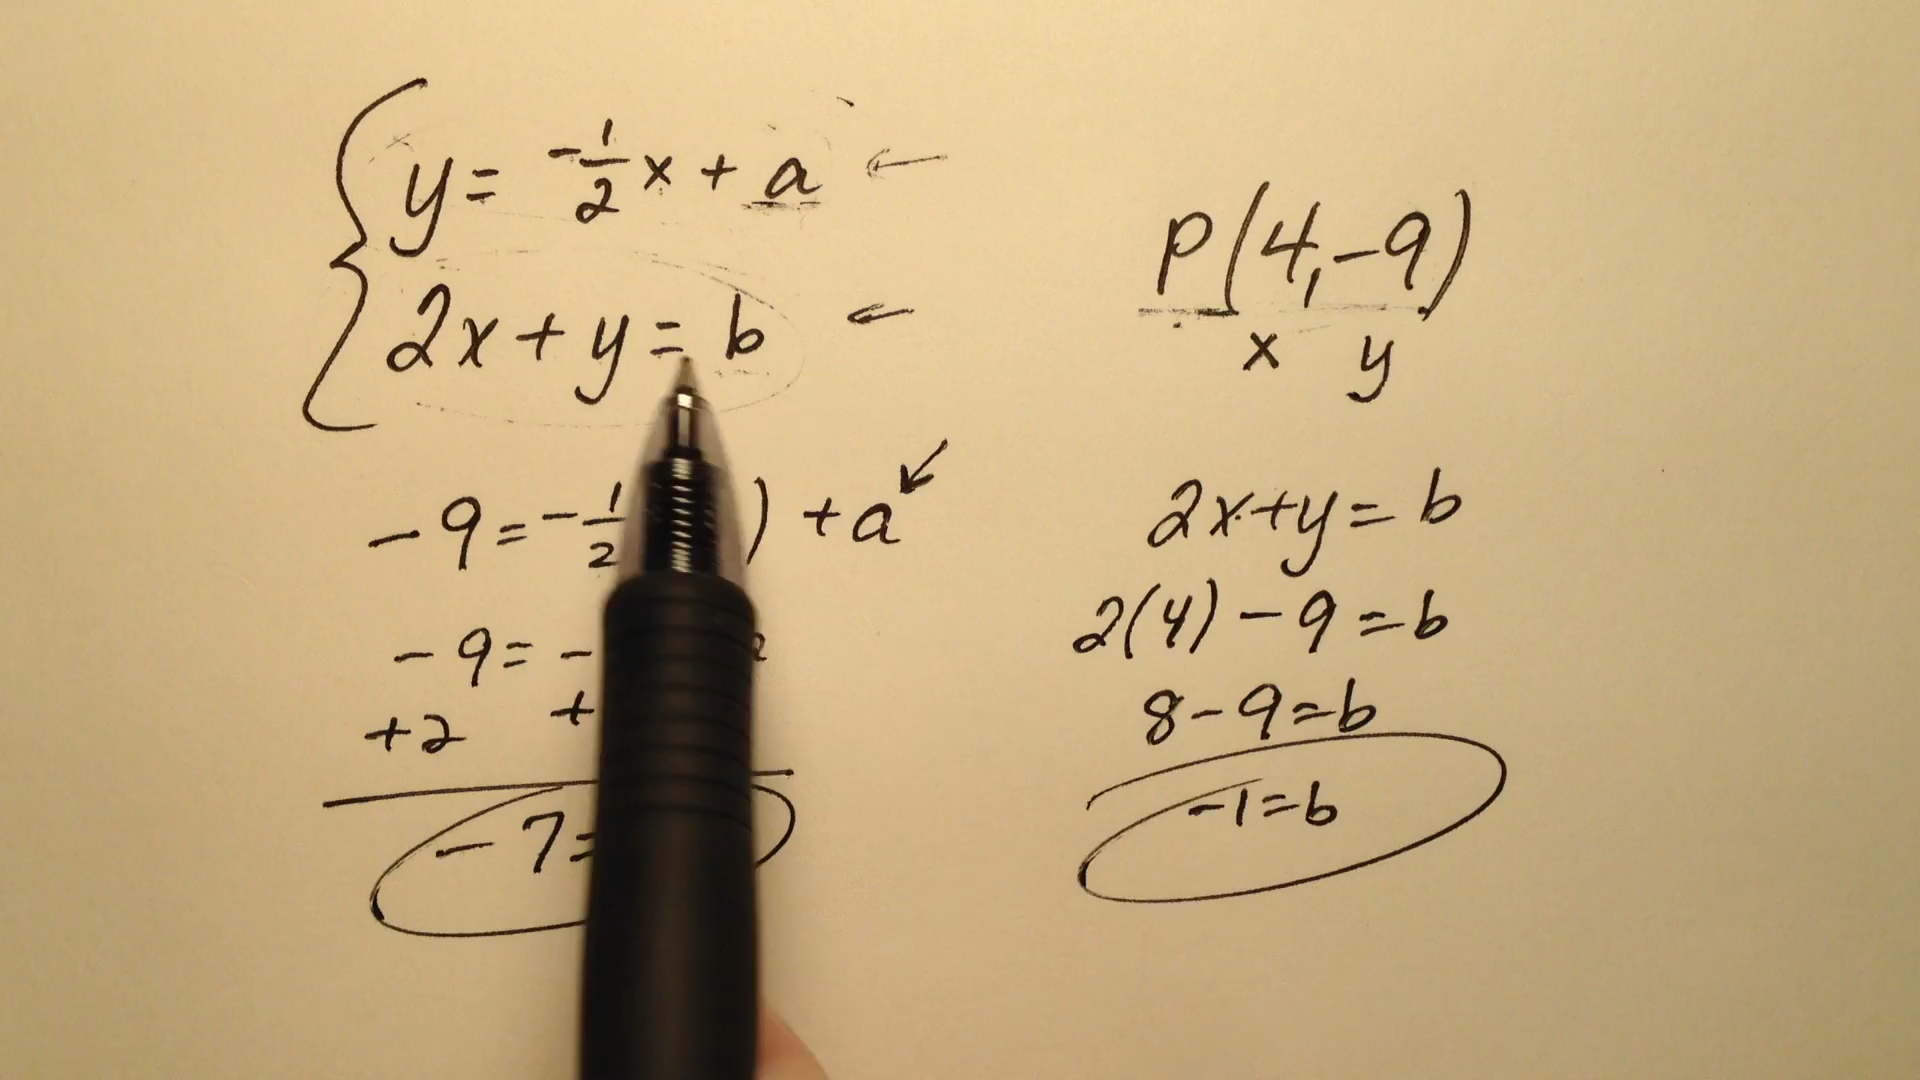 y = -1/2 x + a ←
2x + y = b ←
-9 = -1/2 ) + a
-9 = -
+2 +
-7 =
P(4, -9)
x y
2x + y = b
2(4) - 9 = b
8 - 9 = b
-1 = b